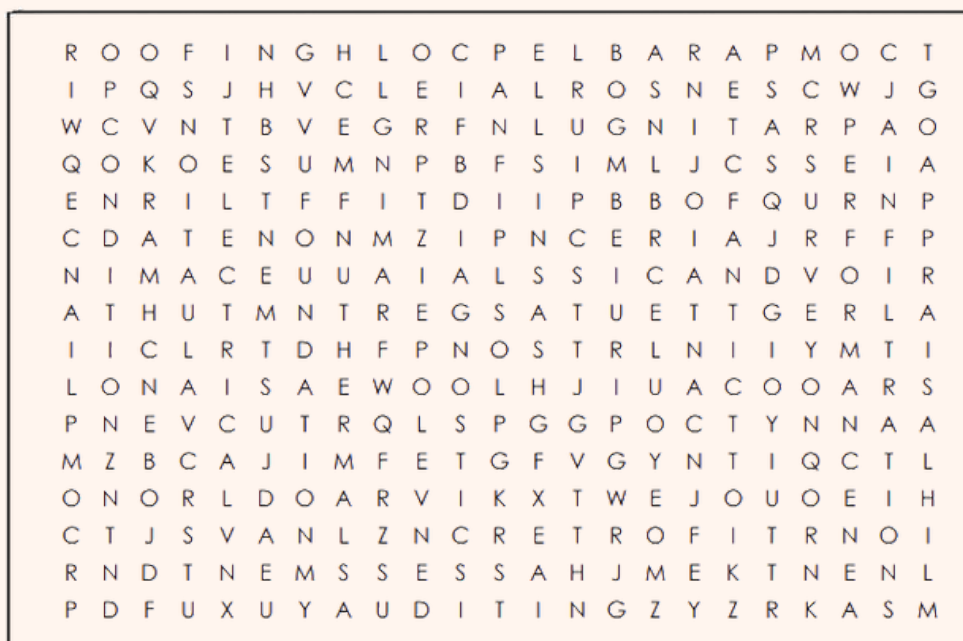 R O O F I N G H L O C P E L B A R A P M O C T
I P Q S J H V C L E I A L R O S N E S C W J G
W C V N T B V E G R F N L U G N I T A R P A O
Q O K O E S U M N P B F S I M L J C S S E I A
E N R I L T F F I T D I I P B B O F Q U R N P
C D A T E N O N M Z I P N C E R I A J R F F P
N I M A C E U U A I A L S S I C A N D V O I R
A T H U T M N T R E G S A T U E T T G E R L A
I I C L R T D H F P N O S T R L N I I Y M T I
L O N A I S A E W O O L H J I U A C O O A R S
P N E V C U T R Q L S P G G P O C T Y N N A A
M Z B C A J I M F E T G F V G Y N T I Q C T L
O N O R L D O A R V I K X T W E J O U O E I H
C T J S V A N L Z N C R E T R O F I T R N O I
R N D T N E M S S E S S A H J M E K T N E N L
P D F U X U Y A U D I T I N G Z Y Z R K A S M